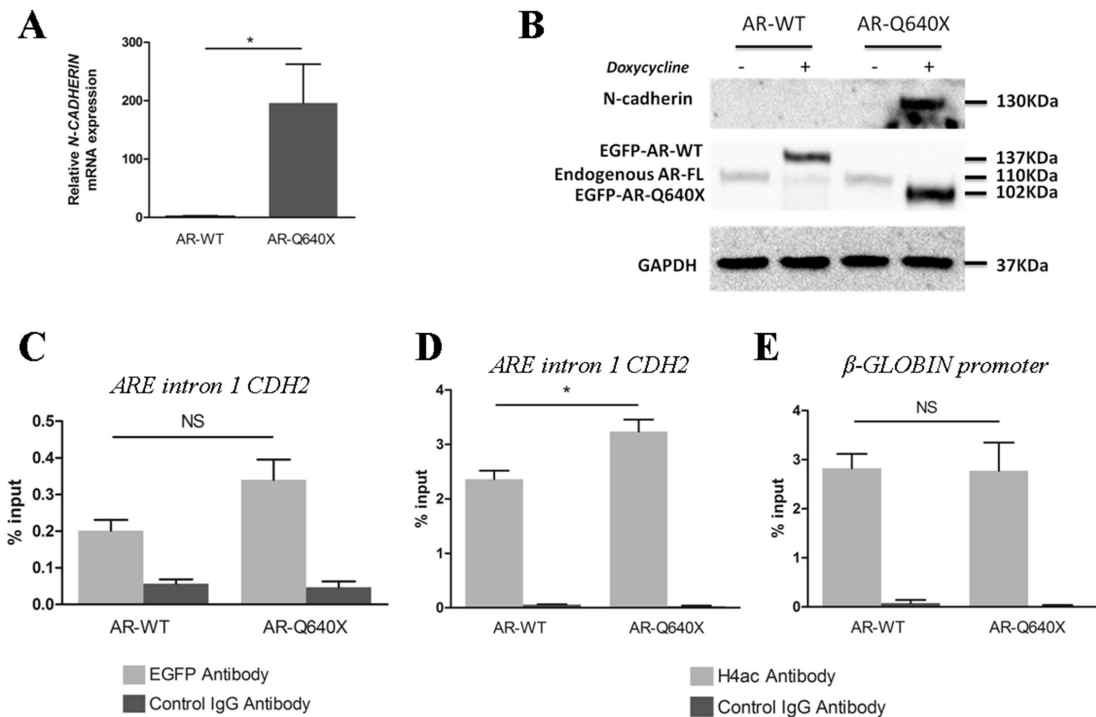 A
Relative N-CADHERIN
mRNA expression
300
200
100
0
*
AR-WT
AR-Q640X
B
AR-WT
AR-Q640X
Doxycycline
-
+
-
+
N-cadherin
130KDa
EGFP-AR-WT
137KDa
Endogenous AR-FL
110KDa
EGFP-AR-Q640X
102KDa
GAPDH
37KDa
C
ARE intron 1 CDH2
NS
% input
0.5
0.4
0.3
0.2
0.1
0.0
AR-WT
AR-Q640X
EGFP Antibody
Control IgG Antibody
D
ARE intron 1 CDH2
*
% input
4
3
2
1
0
AR-WT
AR-Q640X
E
β-GLOBIN promoter
NS
% input
4
3
2
1
0
AR-WT
AR-Q640X
H4ac Antibody
Control IgG Antibody